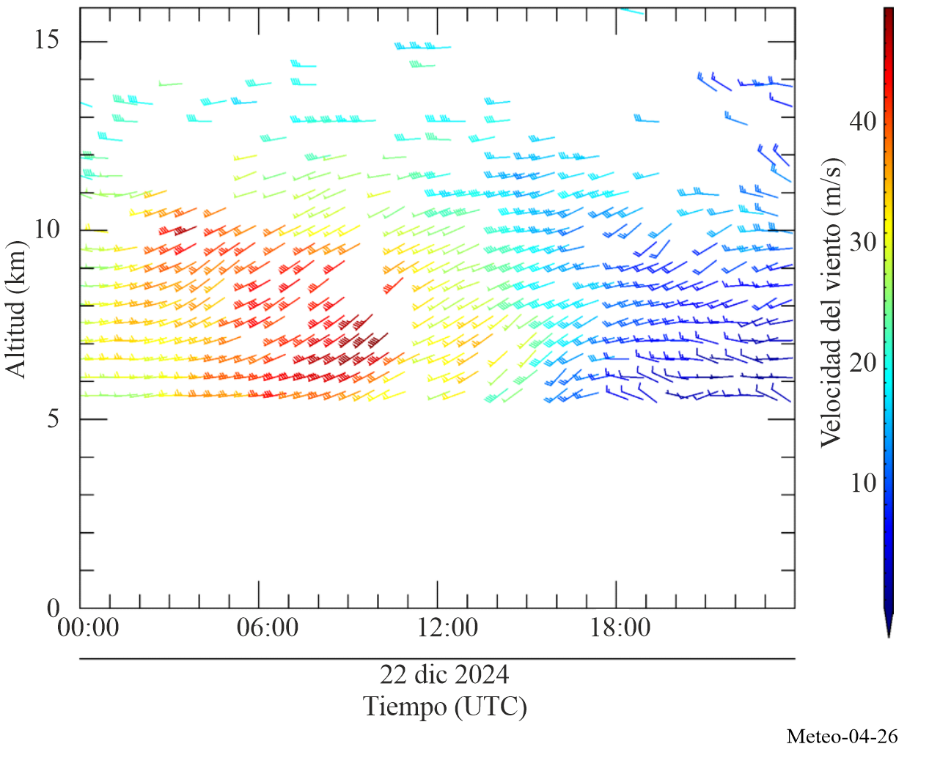 15
10
5
0
Altitud (km)
00:00 06:00 12:00 18:00
22 dic 2024
Tiempo (UTC)
40
30
20
10
Velocidad del viento (m/s)
Meteo-04-26